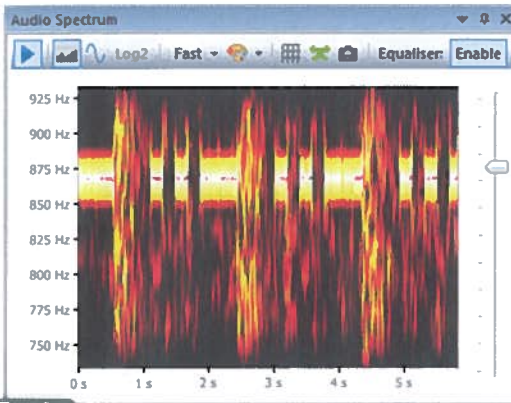 Audio Spectrum
Log2 Fast Equaliser: Enable
925 Hz
900 Hz
875 Hz
850 Hz
825 Hz
800 Hz
775 Hz
750 Hz
0 s 1 s 2 s 3 s 4 s 5 s